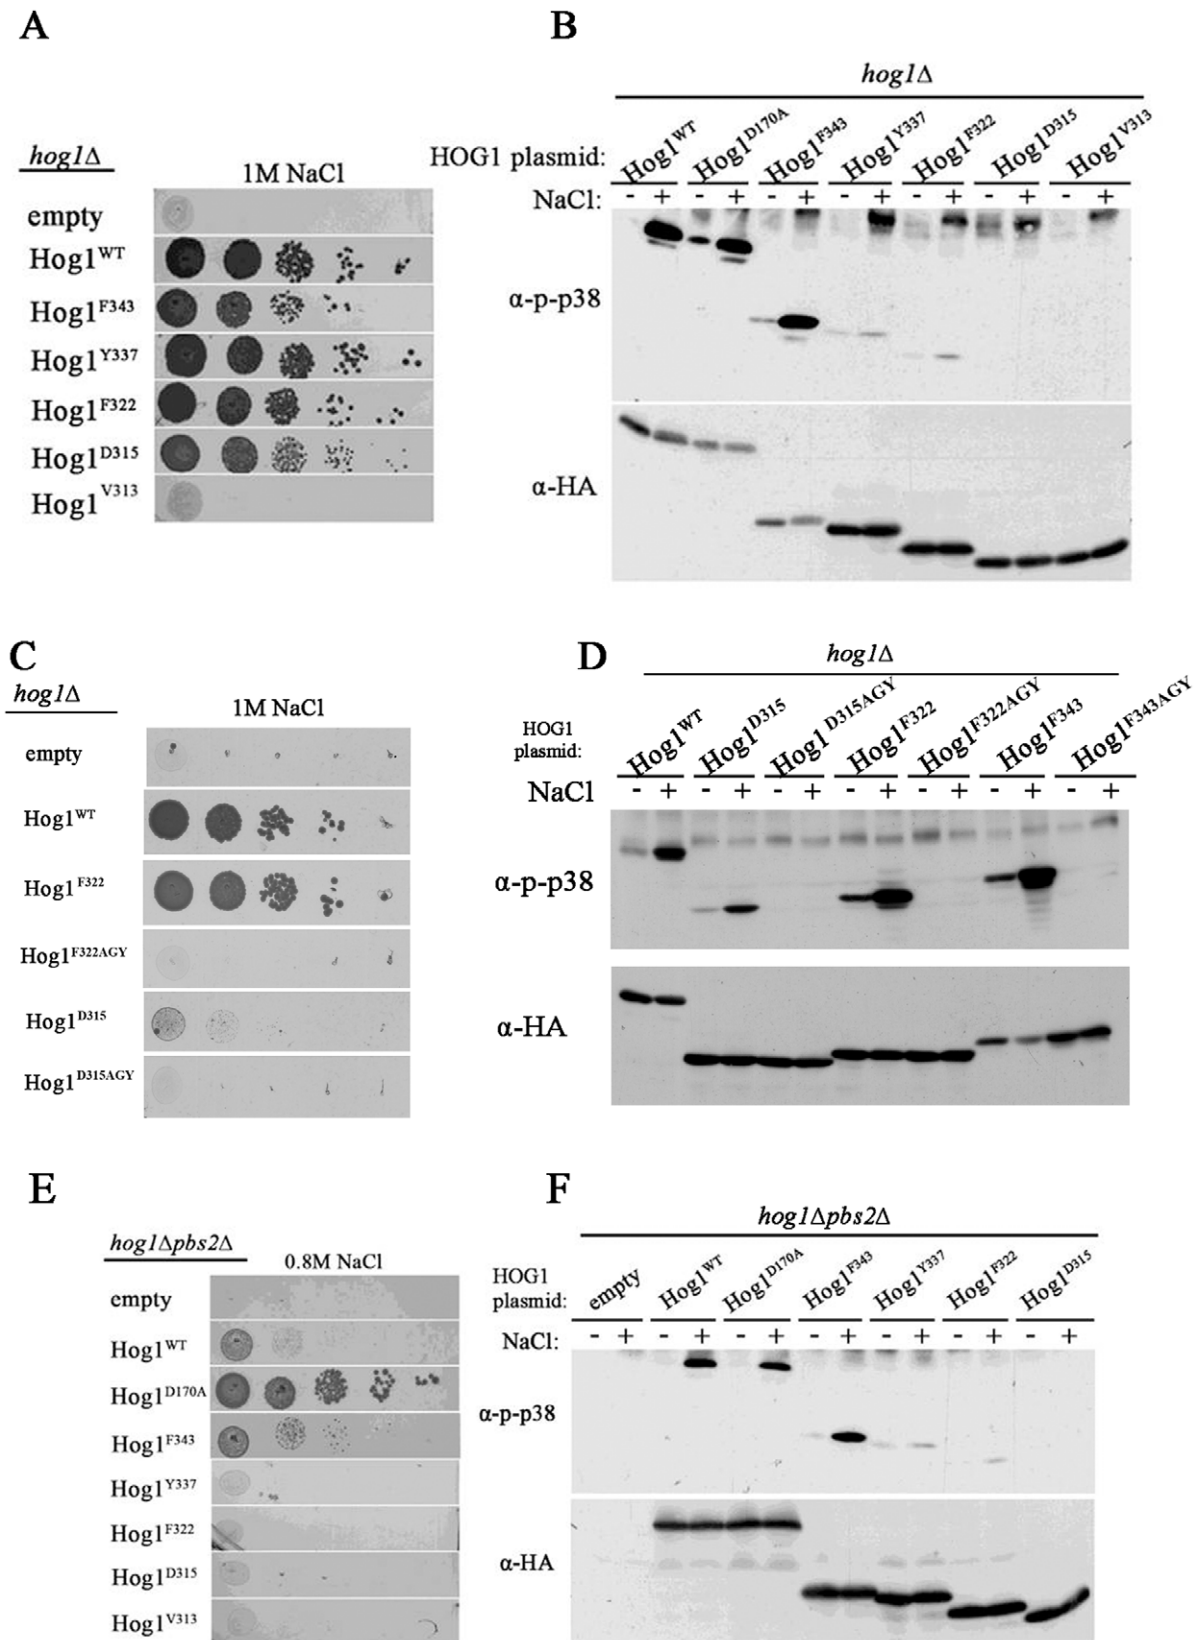 A
hog1Δ
1M NaCl
empty
Hog1WT
Hog1F343
Hog1Y337
Hog1F322
Hog1D315
Hog1V313
B
hog1Δ
HOG1 plasmid: Hog1WT Hog1D170A Hog1F343 Hog1Y337 Hog1F322 Hog1D315 Hog1V313
NaCl: - + - + - + - + - + - + - +
α-p-p38
α-HA
C
hog1Δ
1M NaCl
empty
Hog1WT
Hog1F322
Hog1F322AGY
Hog1D315
Hog1D315AGY
D
hog1Δ
HOG1
plasmid: Hog1WT Hog1D315 Hog1D315AGY Hog1F322 Hog1F322AGY Hog1F343 Hog1F343AGY
NaCl - + - + - + - + - + - + - +
α-p-p38
α-HA
E
hog1Δpbs2Δ
0.8M NaCl
empty
Hog1WT
Hog1D170A
Hog1F343
Hog1Y337
Hog1F322
Hog1D315
Hog1V313
F
hog1Δpbs2Δ
HOG1
plasmid: empty Hog1WT Hog1D170A Hog1F343 Hog1Y337 Hog1F322 Hog1D315
NaCl: - + - + - + - + - + - + - +
α-p-p38
α-HA